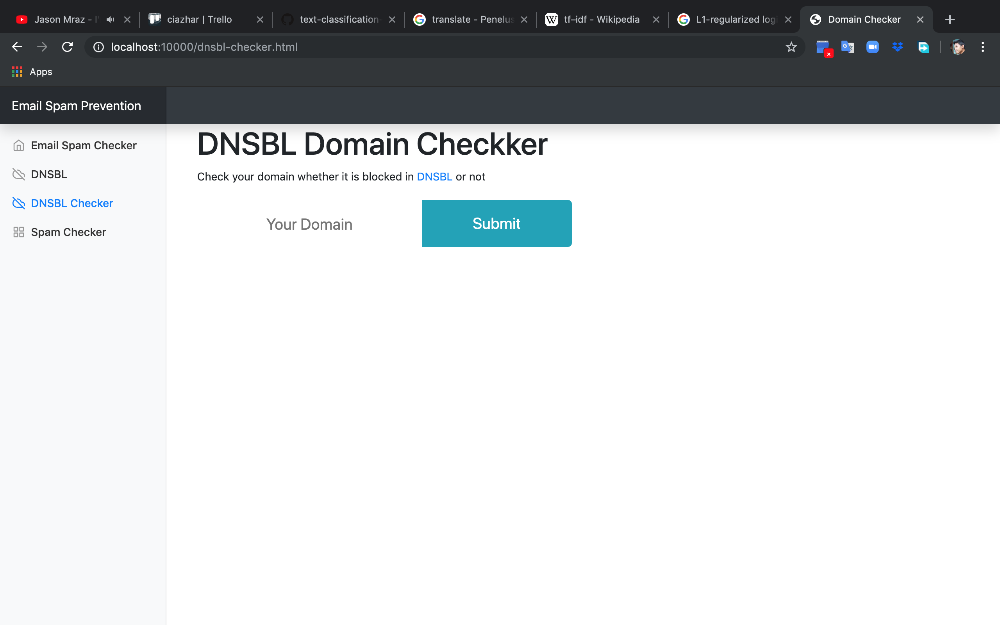 Jason Mraz - I'
ciazhar | Trello
text-classification-
translate - Penelus
tf–idf - Wikipedia
L1-regularized logi
Domain Checker
localhost:10000/dnsbl-checker.html
Apps
Email Spam Prevention
Email Spam Checker
DNSBL
DNSBL Checker
Spam Checker
DNSBL Domain Checkker
Check your domain whether it is blocked in DNSBL or not
Your Domain
Submit